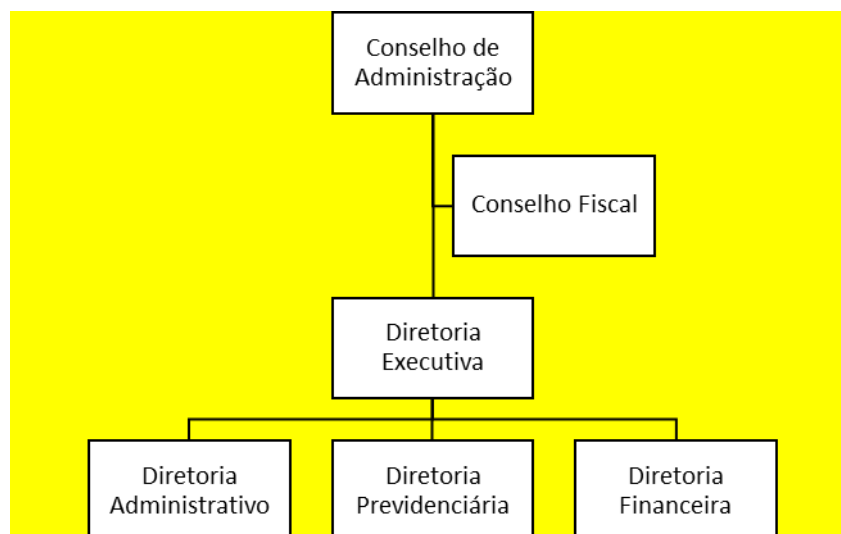 Conselho de
Administração
Conselho Fiscal
Diretoria
Executiva
Diretoria
Administrativo
Diretoria
Previdenciária
Diretoria
Financeira